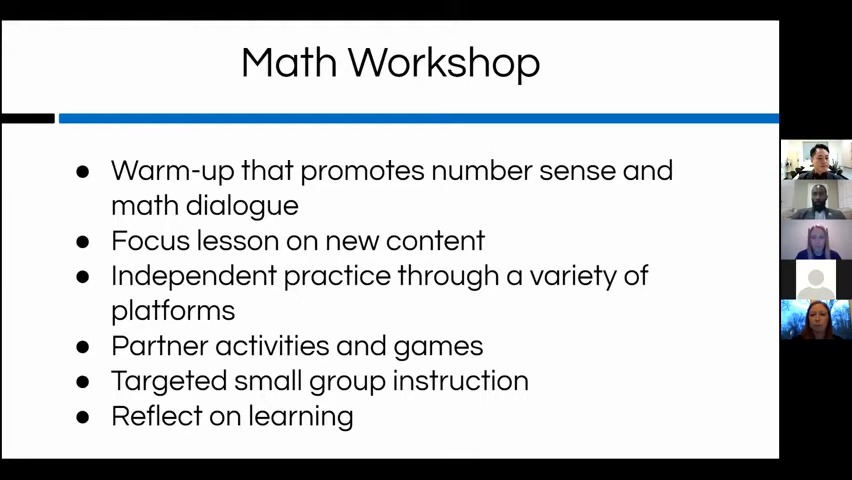 Math Workshop
● Warm-up that promotes number sense and
math dialogue
● Focus lesson on new content
● Independent practice through a variety of
platforms
● Partner activities and games
● Targeted small group instruction
● Reflect on learning